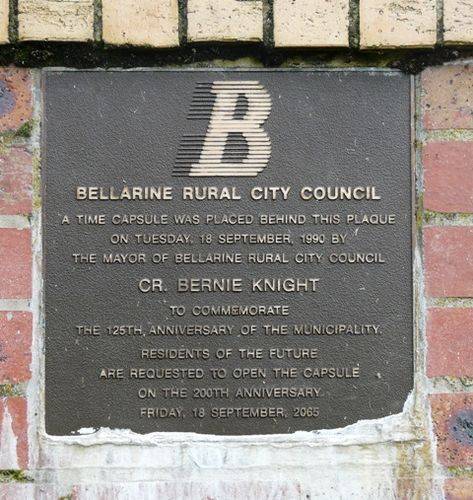 B
BELLARINE RURAL CITY COUNCIL
A TIME CAPSULE WAS PLACED BEHIND THIS PLAQUE
ON TUESDAY, 18 SEPTEMBER, 1990 BY
THE MAYOR OF BELLARINE RURAL CITY COUNCIL
CR. BERNIE KNIGHT
TO COMMEMORATE
THE 125TH, ANNIVERSARY OF THE MUNICIPALITY.
RESIDENTS OF THE FUTURE
ARE REQUESTED TO OPEN THE CAPSULE
ON THE 200TH ANNIVERSARY
FRIDAY, 18 SEPTEMBER, 2065